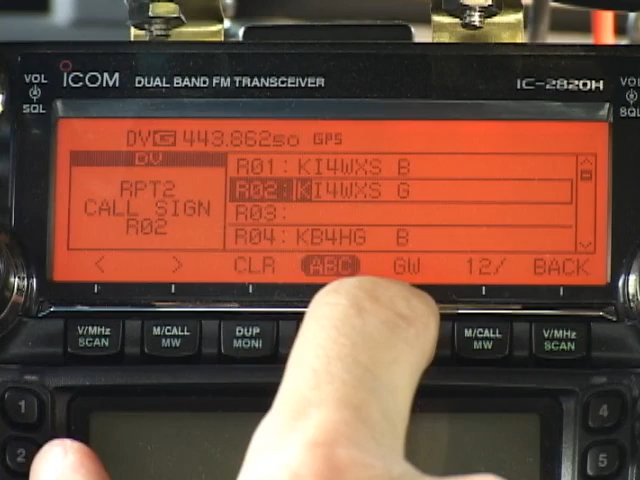 VOL SQL
ICOM DUAL BAND FM TRANSCEIVER IC-2820H
VOL SQL
DV G 443.86250 GPS
DV
RPT2
CALL SIGN
R02
R01: KI4WXS B
R02: KI4WXS G
R03:
R04: KB4HG B
< > CLR ABC GW 12/ BACK
V/MHz SCAN
M/CALL MW
DUP MONI
M/CALL MW
V/MHz SCAN
1
2
4
5